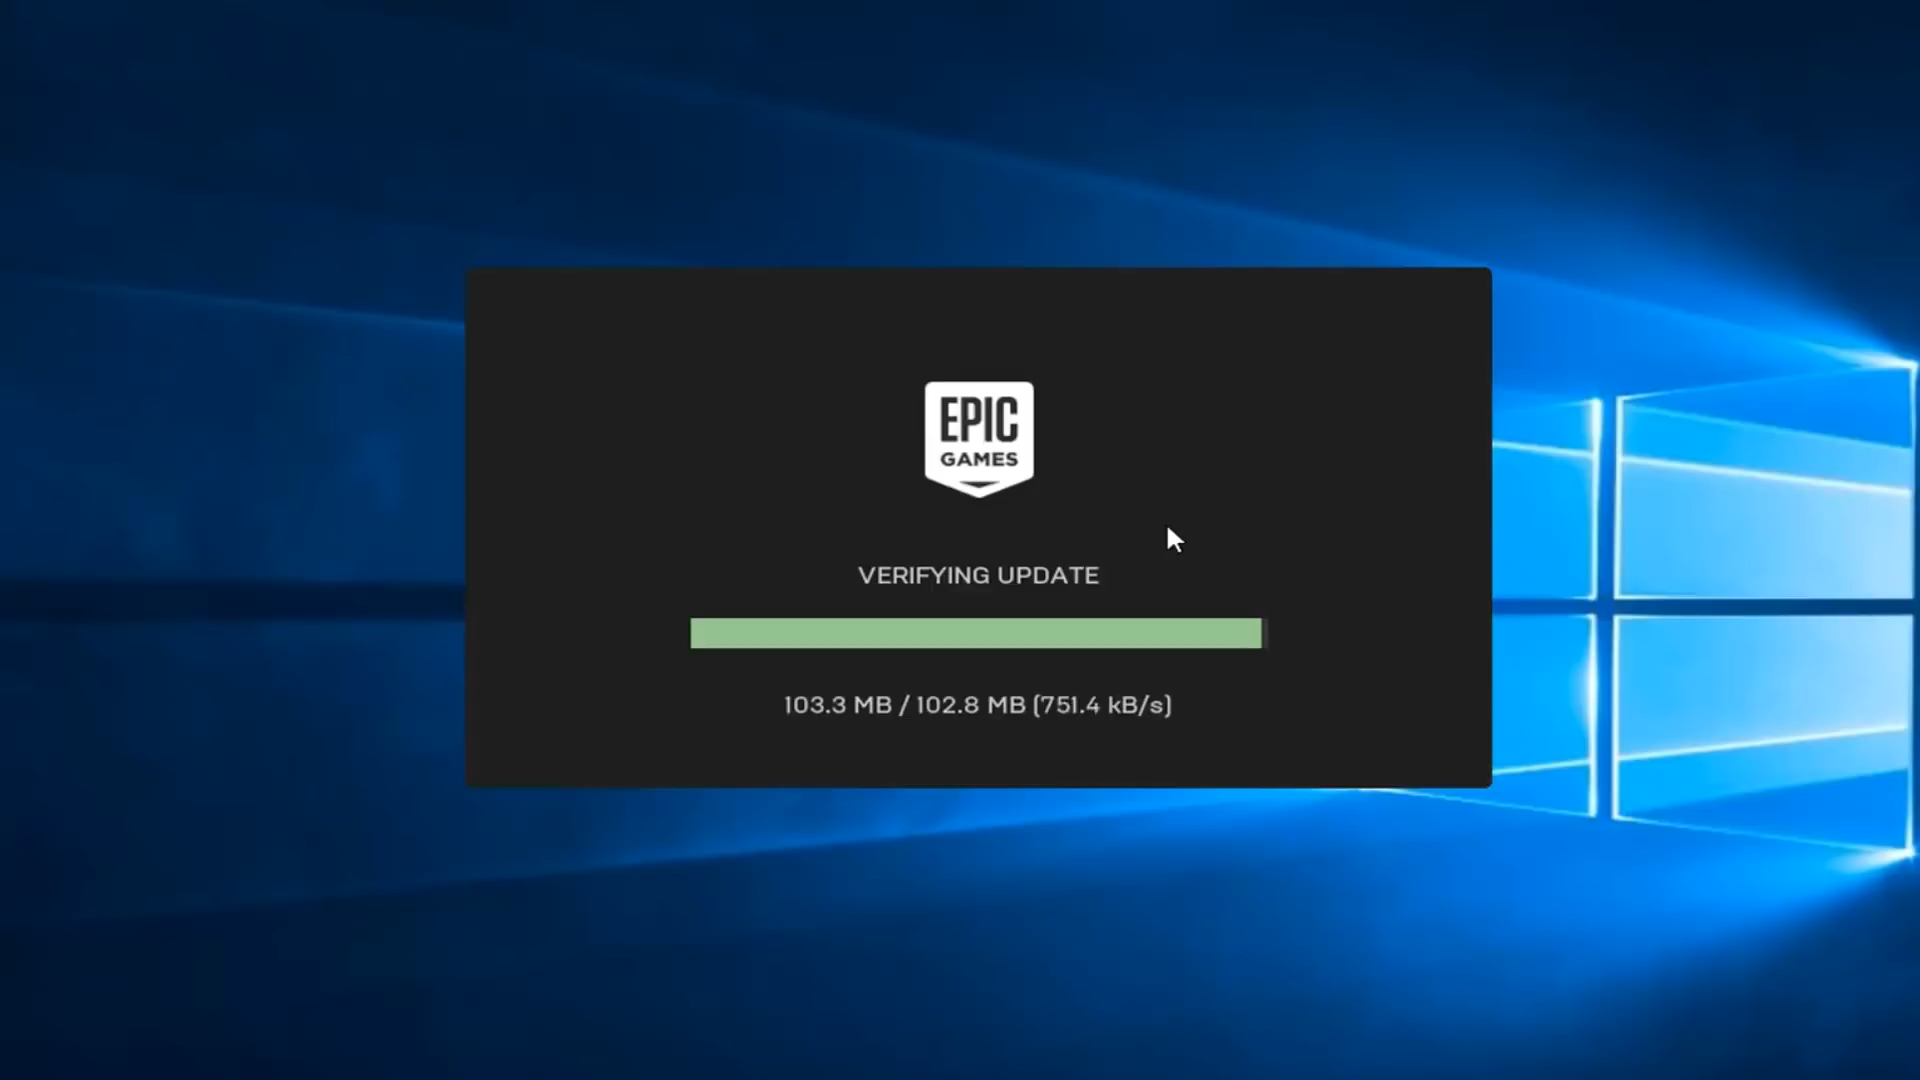 EPIC
GAMES
VERIFYING UPDATE
103.3 MB / 102.8 MB (751.4 kB/s)